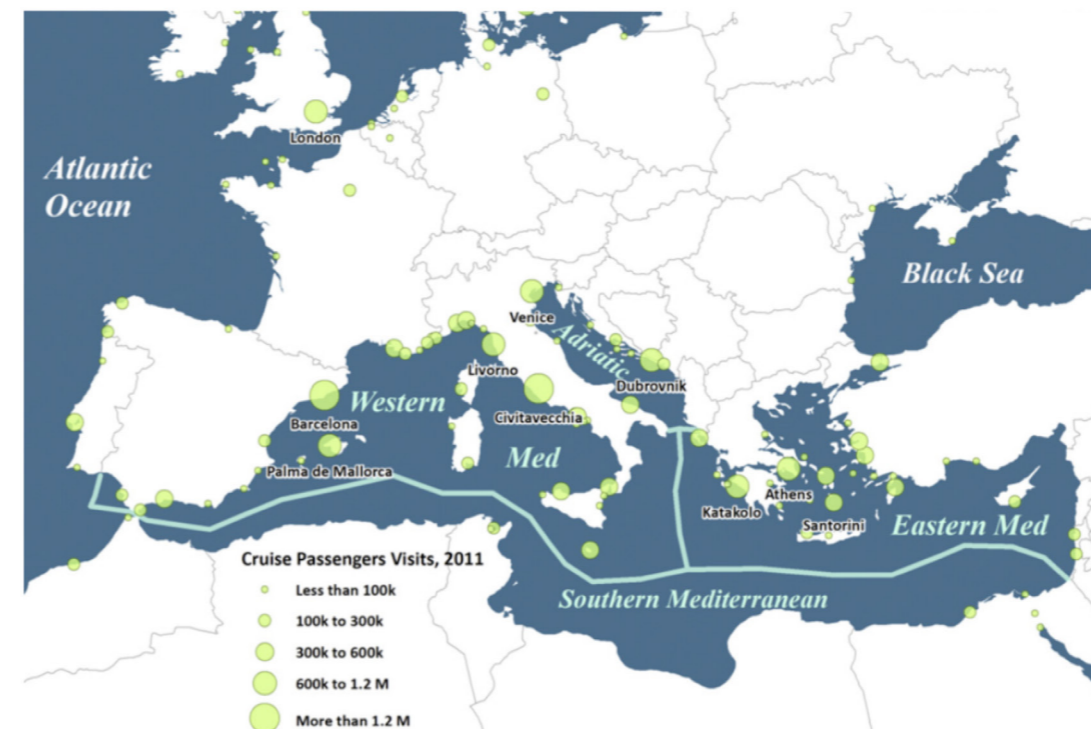 London
Atlantic
Ocean
Black Sea
Venice
Adriatic
Livorno
Dubrovnik
Western
Civitavecchia
Barcelona
Med
Palma de Mallorca
Athens
Katakolo
Santorini
Eastern Med
Cruise Passengers Visits, 2011
Less than 100k
Southern Mediterranean
100k to 300k
300k to 600k
600k to 1.2 M
More than 1.2 M